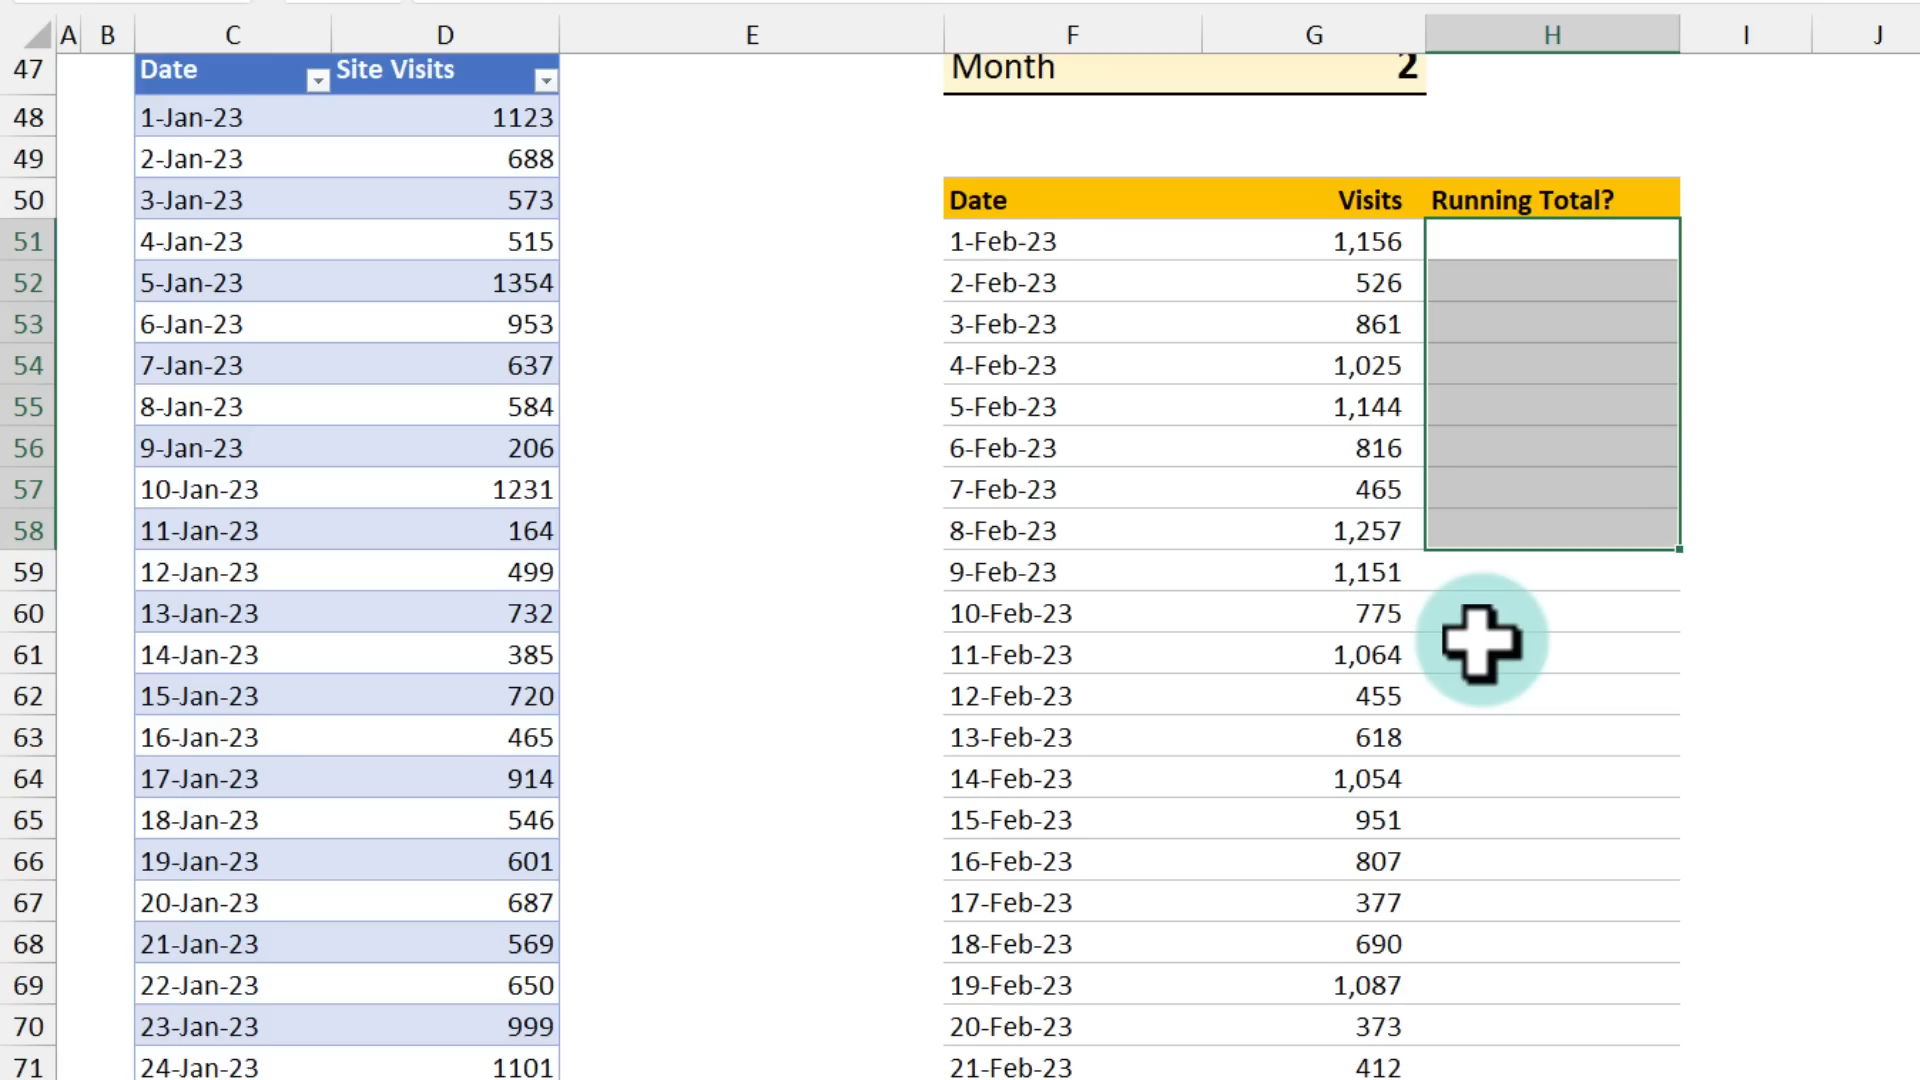 A B C D E F G H I J
47 Date Site Visits Month 2
48 1-Jan-23 1123
49 2-Jan-23 688
50 3-Jan-23 573 Date Visits Running Total?
51 4-Jan-23 515 1-Feb-23 1,156
52 5-Jan-23 1354 2-Feb-23 526
53 6-Jan-23 953 3-Feb-23 861
54 7-Jan-23 637 4-Feb-23 1,025
55 8-Jan-23 584 5-Feb-23 1,144
56 9-Jan-23 206 6-Feb-23 816
57 10-Jan-23 1231 7-Feb-23 465
58 11-Jan-23 164 8-Feb-23 1,257
59 12-Jan-23 499 9-Feb-23 1,151
60 13-Jan-23 732 10-Feb-23 775
61 14-Jan-23 385 11-Feb-23 1,064
62 15-Jan-23 720 12-Feb-23 455
63 16-Jan-23 465 13-Feb-23 618
64 17-Jan-23 914 14-Feb-23 1,054
65 18-Jan-23 546 15-Feb-23 951
66 19-Jan-23 601 16-Feb-23 807
67 20-Jan-23 687 17-Feb-23 377
68 21-Jan-23 569 18-Feb-23 690
69 22-Jan-23 650 19-Feb-23 1,087
70 23-Jan-23 999 20-Feb-23 373
71 24-Jan-23 1101 21-Feb-23 412